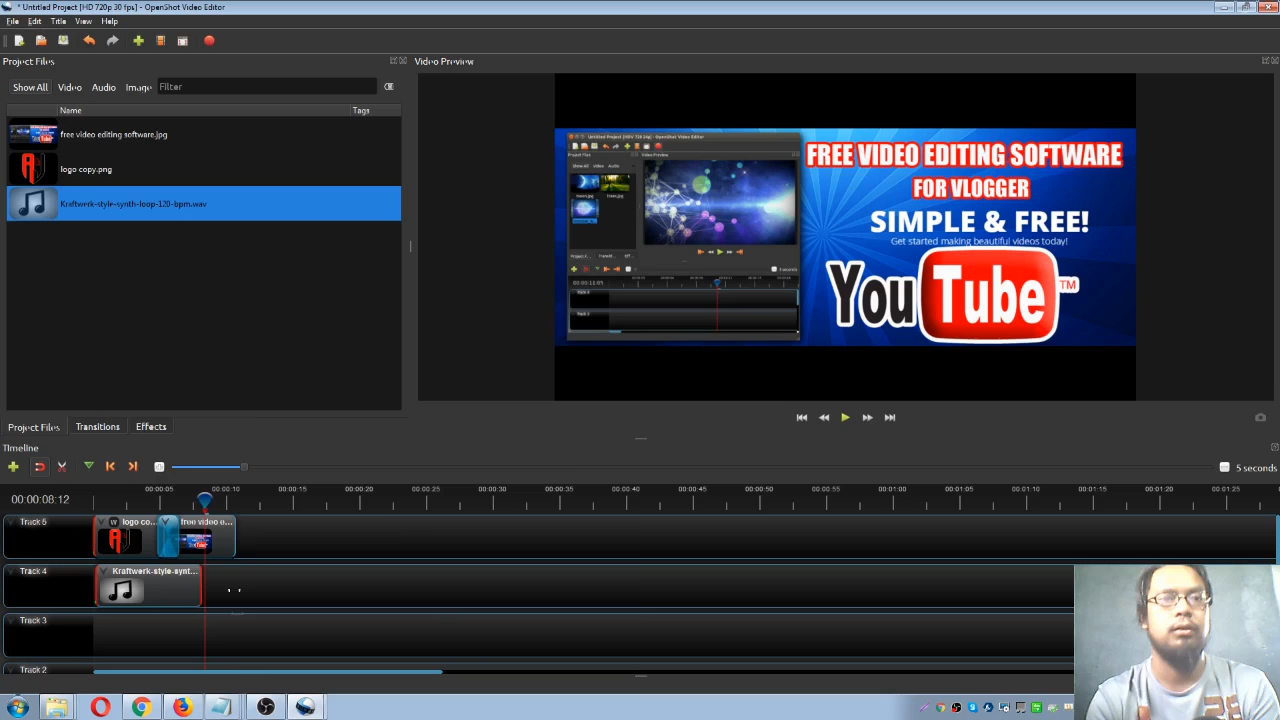 * Untitled Project [HD 720p 30 fps] - OpenShot Video Editor
File Edit Title View Help
Project Files
Video Preview
Show All Video Audio Image Filter
Name Tags
free video editing software.jpg
logo copy.png
Kraftwerk-style-synth-loop-120-bpm.wav
FREE VIDEO EDITING SOFTWARE
FOR VLOGGER
SIMPLE & FREE!
Get started making beautiful videos today!
YouTube TM
Project Files Transitions Effects
Timeline
5 seconds
00:00:08:12
00:00:05 00:00:10 00:00:15 00:00:20 00:00:25 00:00:30 00:00:35 00:00:40 00:00:45 00:00:50 00:00:55 00:01:00 00:01:05 00:01:10 00:01:15 00:01:20 00:01:25
Track 5 logo co... free video e...
Track 4 Kraftwerk-style-synt...
Track 3
Track 2